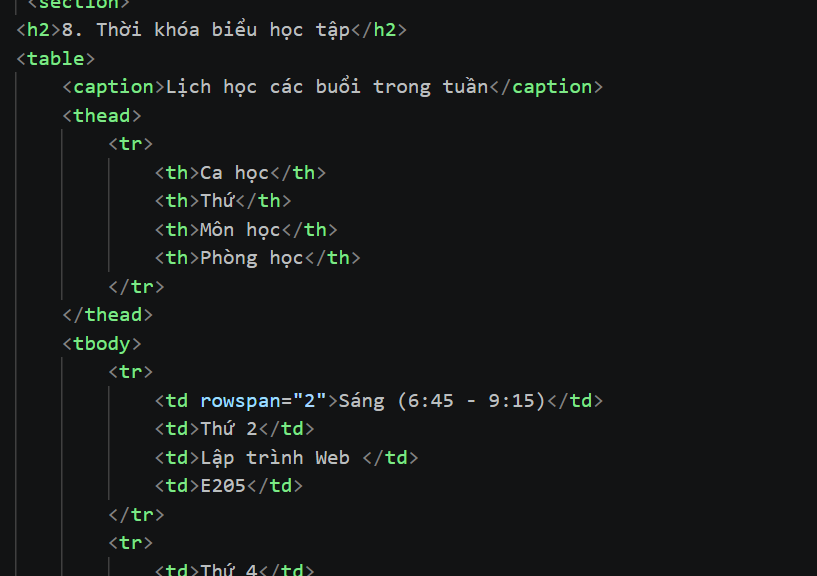 <section>
<h2>8. Thời khóa biểu học tập</h2>
<table>
<caption>Lịch học các buổi trong tuần</caption>
<thead>
<tr>
<th>Ca học</th>
<th>Thứ</th>
<th>Môn học</th>
<th>Phòng học</th>
</tr>
</thead>
<tbody>
<tr>
<td rowspan="2">Sáng (6:45 - 9:15)</td>
<td>Thứ 2</td>
<td>Lập trình Web </td>
<td>E205</td>
</tr>
<tr>
<td>Thứ 4</td>